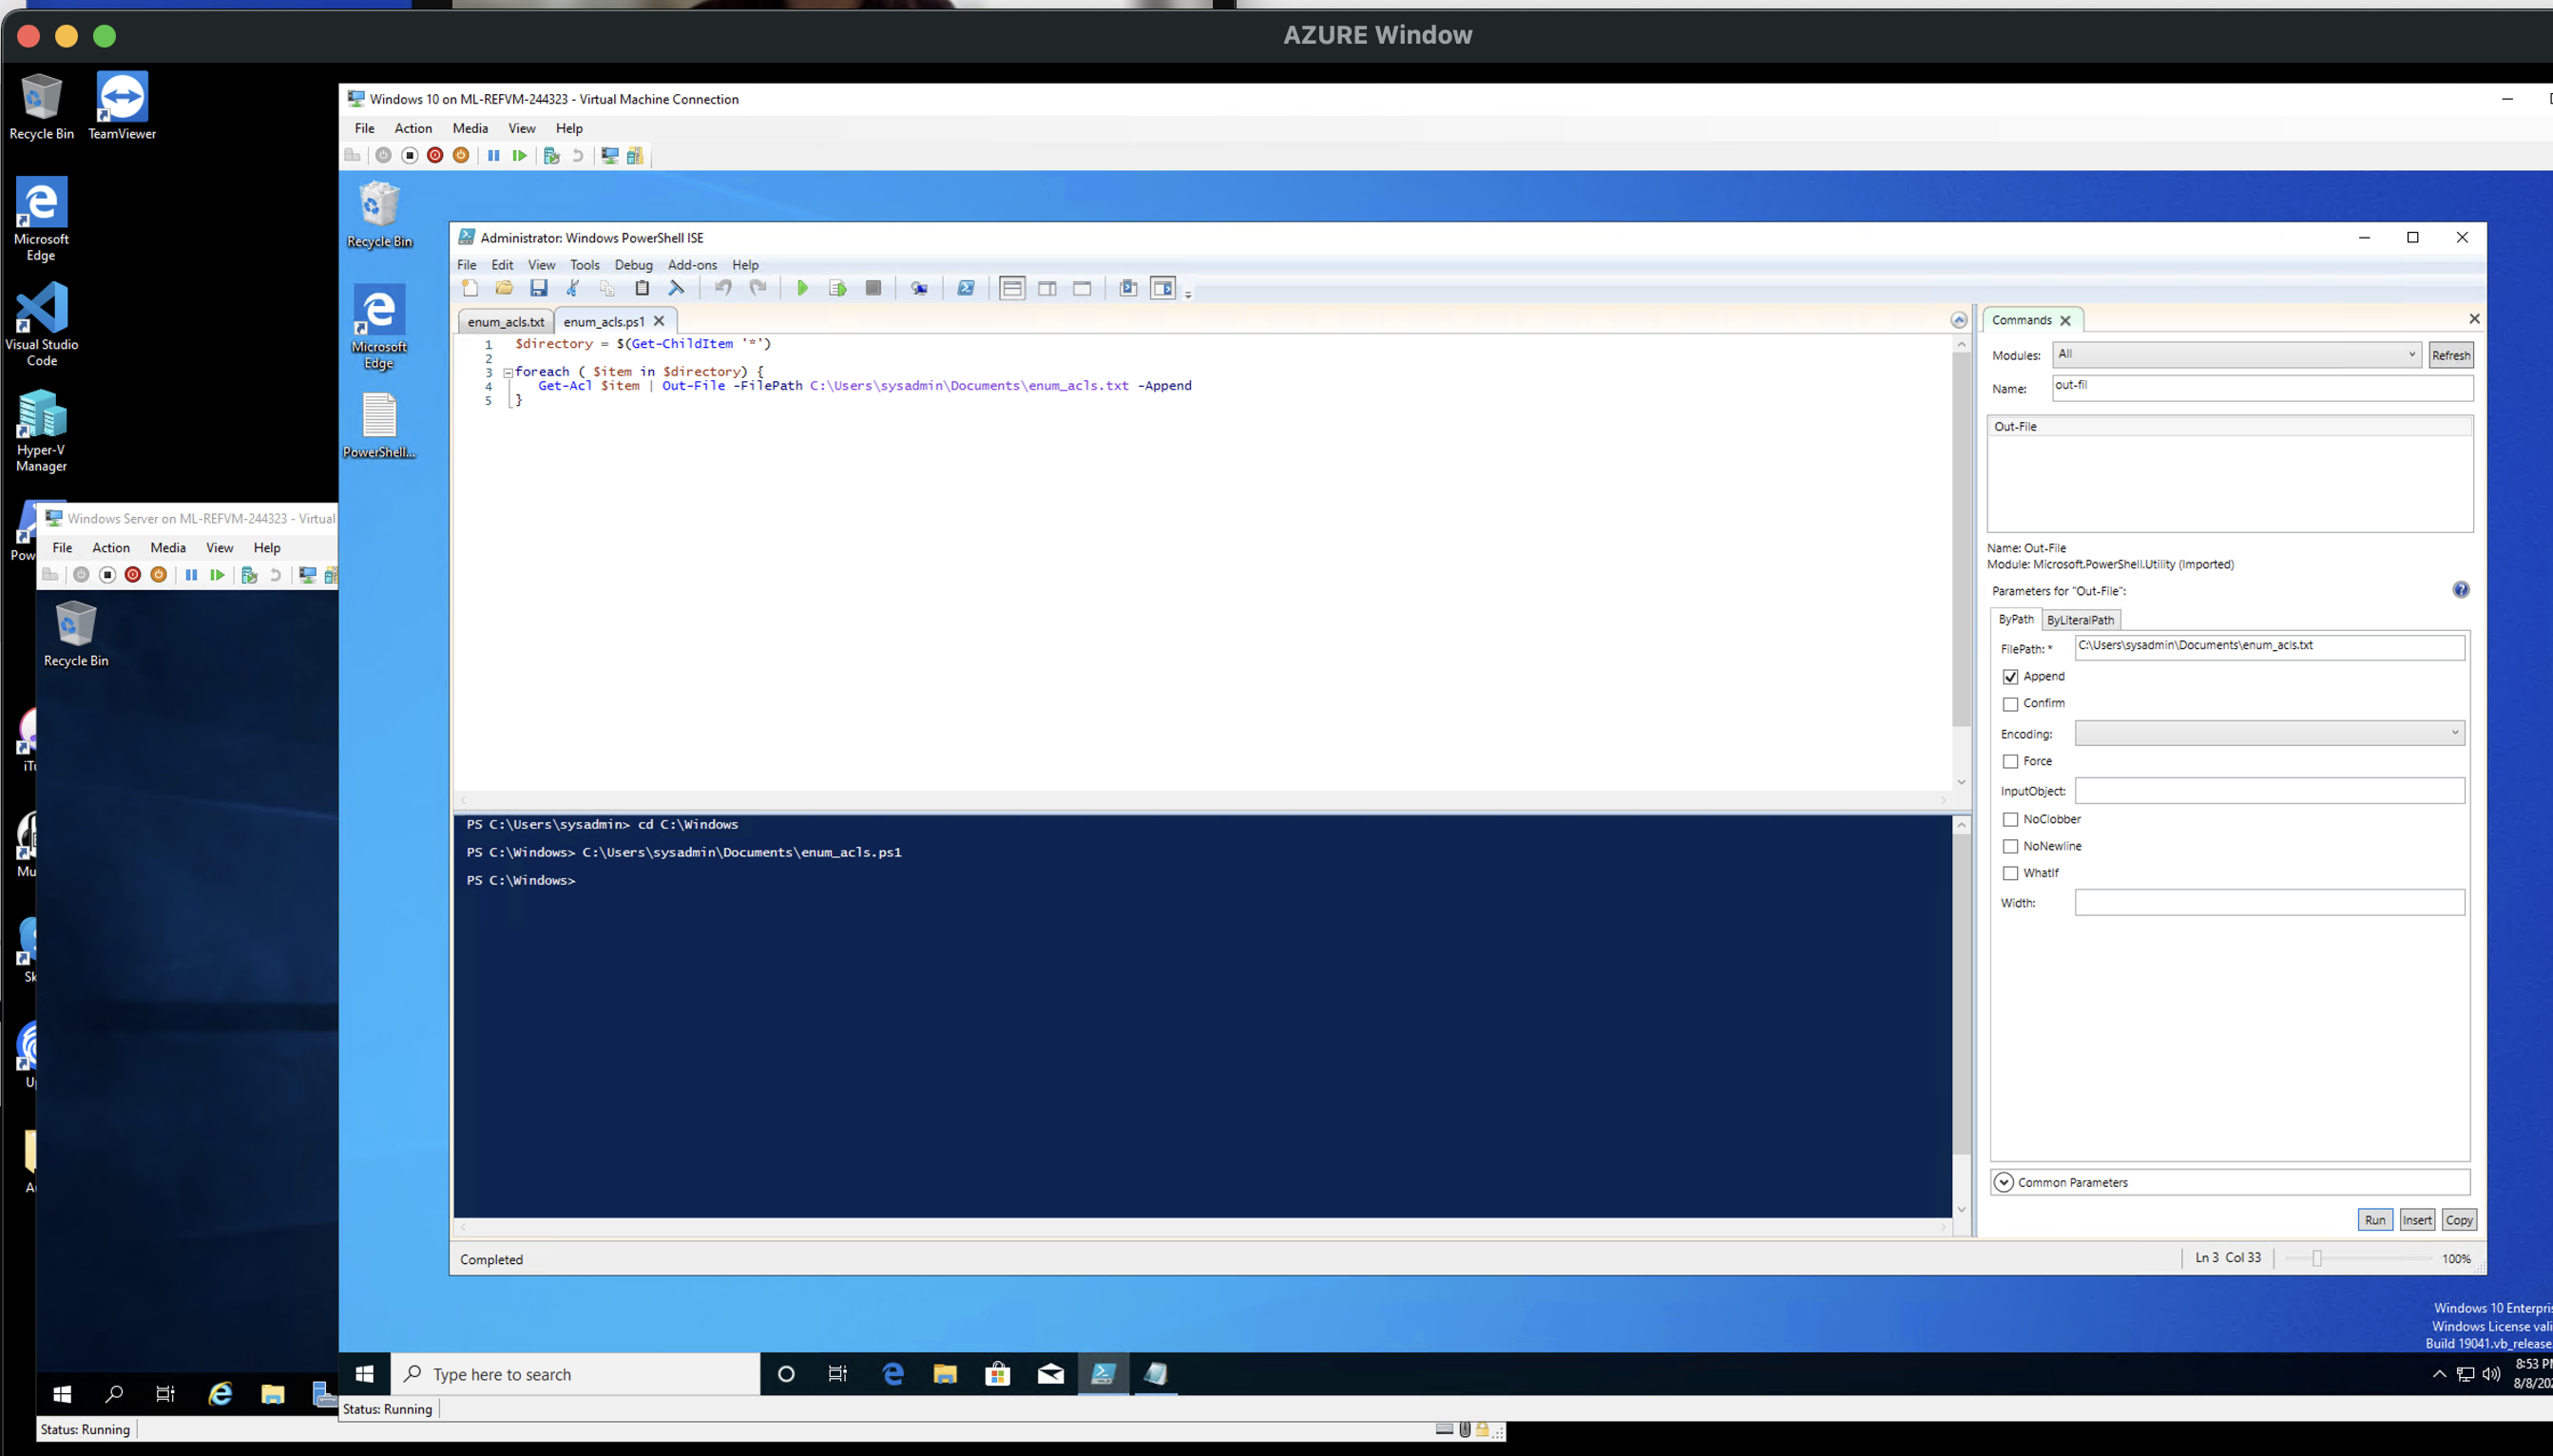 AZURE Window
Recycle Bin
TeamViewer
Microsoft Edge
Visual Studio Code
Hyper-V Manager
Windows Server on ML-REFVM-244323 - Virtual
File Action Media View Help
Recycle Bin
Status: Running
Windows 10 on ML-REFVM-244323 - Virtual Machine Connection
File Action Media View Help
Recycle Bin
Microsoft Edge
PowerShell...
Administrator: Windows PowerShell ISE
File Edit View Tools Debug Add-ons Help
enum_acls.txt enum_acls.ps1
1 $directory = $(Get-ChildItem '*')
2
3 foreach ( $item in $directory) {
4 Get-Acl $item | Out-File -FilePath C:\Users\sysadmin\Documents\enum_acls.txt -Append
5 }
PS C:\Users\sysadmin> cd C:\Windows
PS C:\Windows> C:\Users\sysadmin\Documents\enum_acls.ps1
PS C:\Windows>
Completed
Ln 3 Col 33
100%
Commands
Modules: All Refresh
Name: out-fil
Out-File
Name: Out-File
Module: Microsoft.PowerShell.Utility (Imported)
Parameters for "Out-File":
ByPath ByLiteralPath
FilePath: * C:\Users\sysadmin\Documents\enum_acls.txt
Append
Confirm
Encoding:
Force
InputObject:
NoClobber
NoNewline
WhatIf
Width:
Common Parameters
Run Insert Copy
Windows 10 Enterpris
Windows License vali
Build 19041.vb_release
Type here to search
8:53 PM
8/8/202
Status: Running